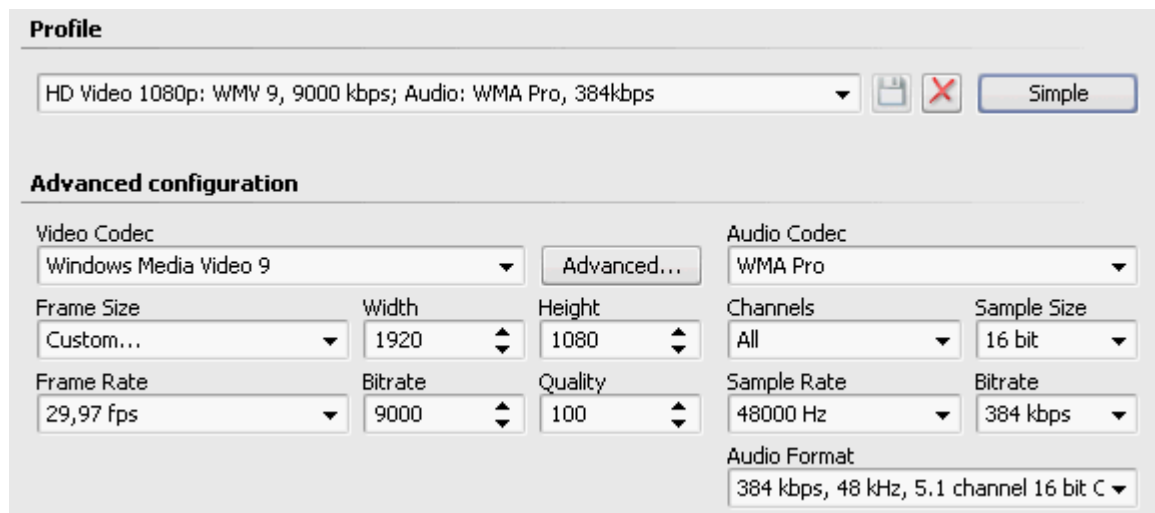 Profile
HD Video 1080p: WMV 9, 9000 kbps; Audio: WMA Pro, 384kbps
Simple
Advanced configuration
Video Codec
Audio Codec
Windows Media Video 9
Advanced...
WMA Pro
Frame Size
Width
Height
Channels
Sample Size
Custom...
1920
1080
All
16 bit
Frame Rate
Bitrate
Quality
Sample Rate
Bitrate
29,97 fps
9000
100
48000 Hz
384 kbps
Audio Format
384 kbps, 48 kHz, 5.1 channel 16 bit C